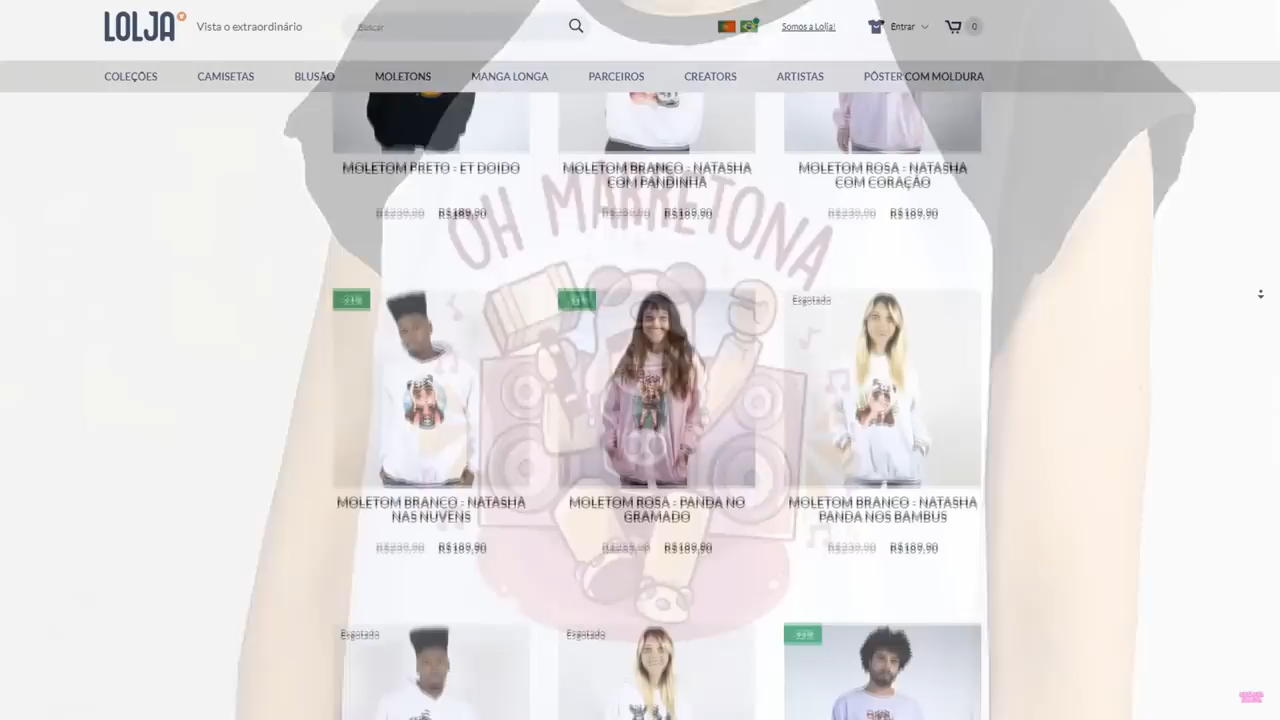 LOLJA
Vista o extraordinário
Buscar
Somos a Lolja!
Entrar
0
COLEÇÕES
CAMISETAS
BLUSÃO
MOLETONS
MANGA LONGA
PARCEIROS
CREATORS
ARTISTAS
PÔSTER COM MOLDURA
MOLETOM PRETO - ET DOIDO
R$239,90 R$189,90
MOLETOM BRANCO - NATASHA
COM PANDINHA
R$239,90 R$189,90
MOLETOM ROSA - NATASHA
COM CORAÇÃO
R$239,90 R$189,90
OH MARRETONA
MOLETOM BRANCO - NATASHA
NAS NUVENS
R$239,90 R$189,90
MOLETOM ROSA - PANDA NO
GRAMADO
R$239,90 R$189,90
Esgotado
MOLETOM BRANCO - NATASHA
PANDA NOS BAMBUS
R$239,90 R$189,90
Esgotado
Esgotado